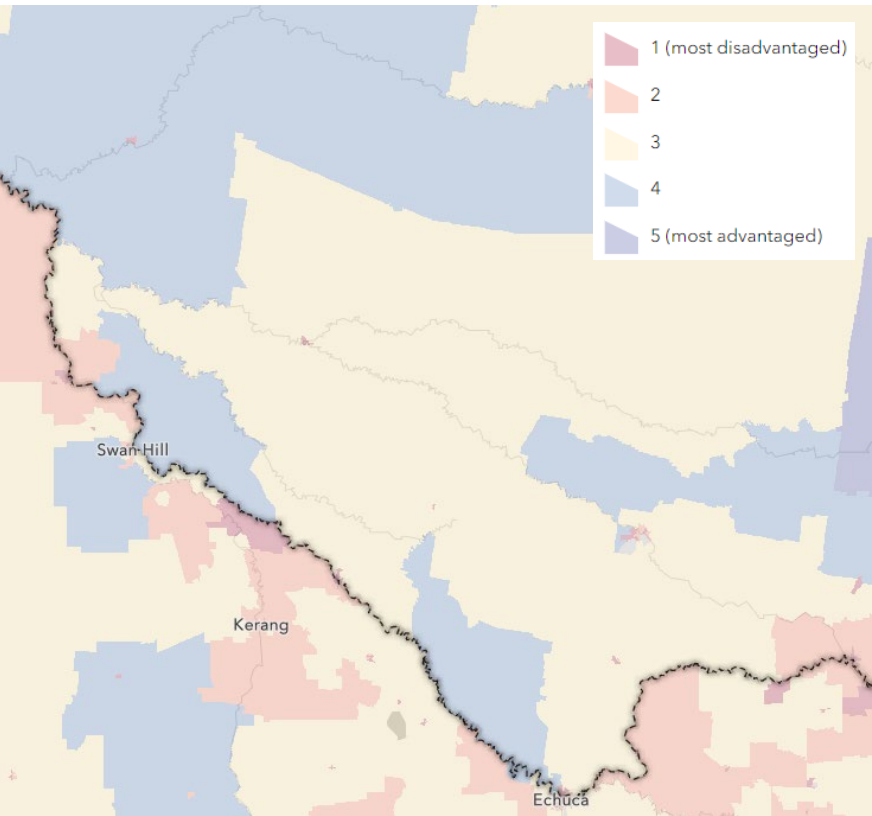 1 (most disadvantaged)
2
3
4
5 (most advantaged)
Swan Hill
Kerang
Echuca